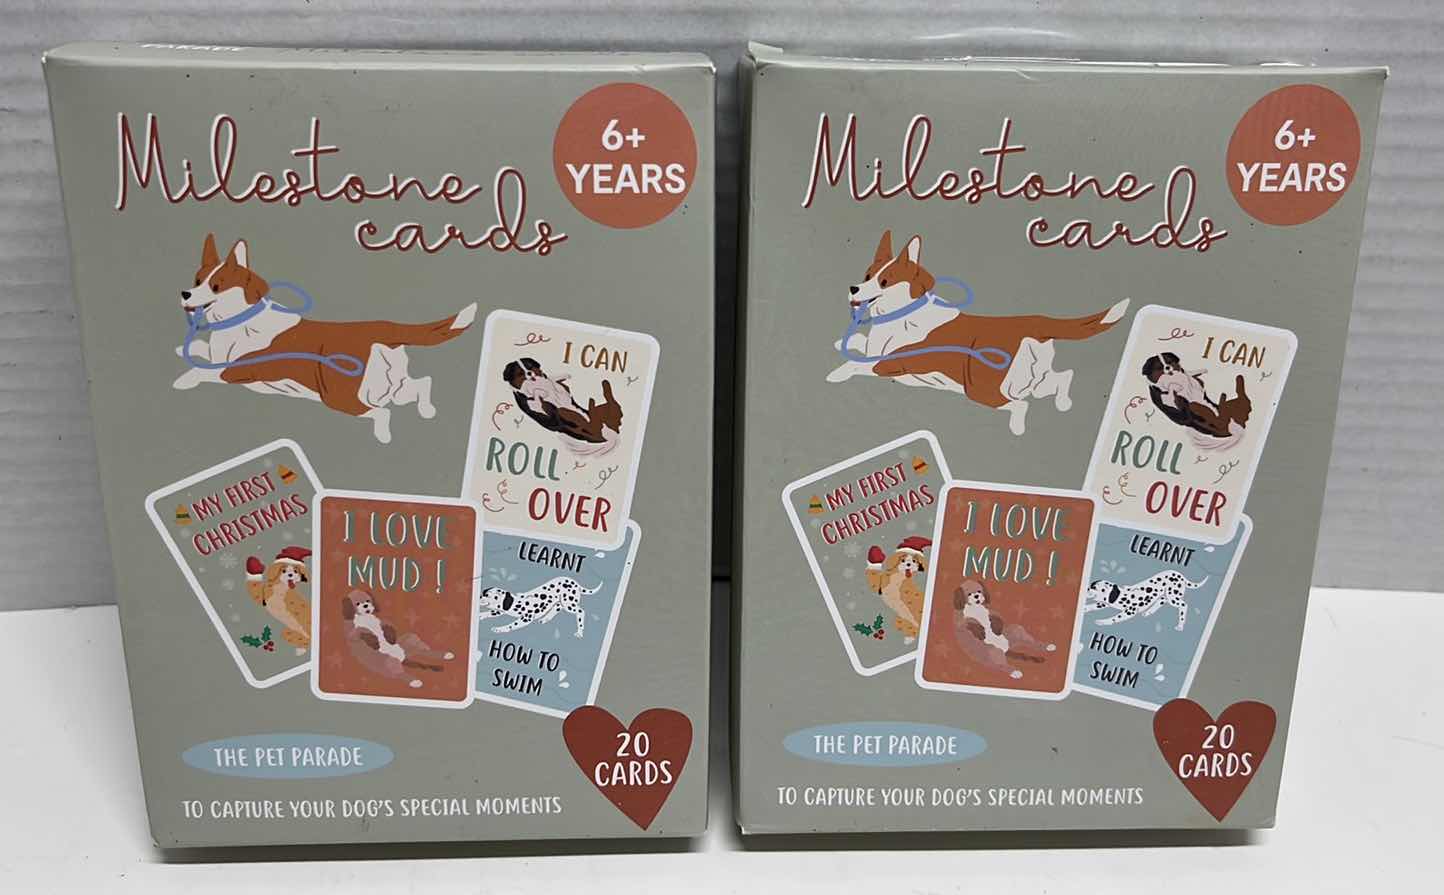 PARADE
Milestone
cards
6+
YEARS
I CAN
ROLL
OVER
MY FIRST
CHRISTMAS
I LOVE
MUD !
LEARNT
HOW TO
SWIM
THE PET PARADE
20
CARDS
TO CAPTURE YOUR DOG'S SPECIAL MOMENTS
Milestone
cards
6+
YEARS
I CAN
ROLL
OVER
MY FIRST
CHRISTMAS
I LOVE
MUD !
LEARNT
HOW TO
SWIM
THE PET PARADE
20
CARDS
TO CAPTURE YOUR DOG'S SPECIAL MOMENTS